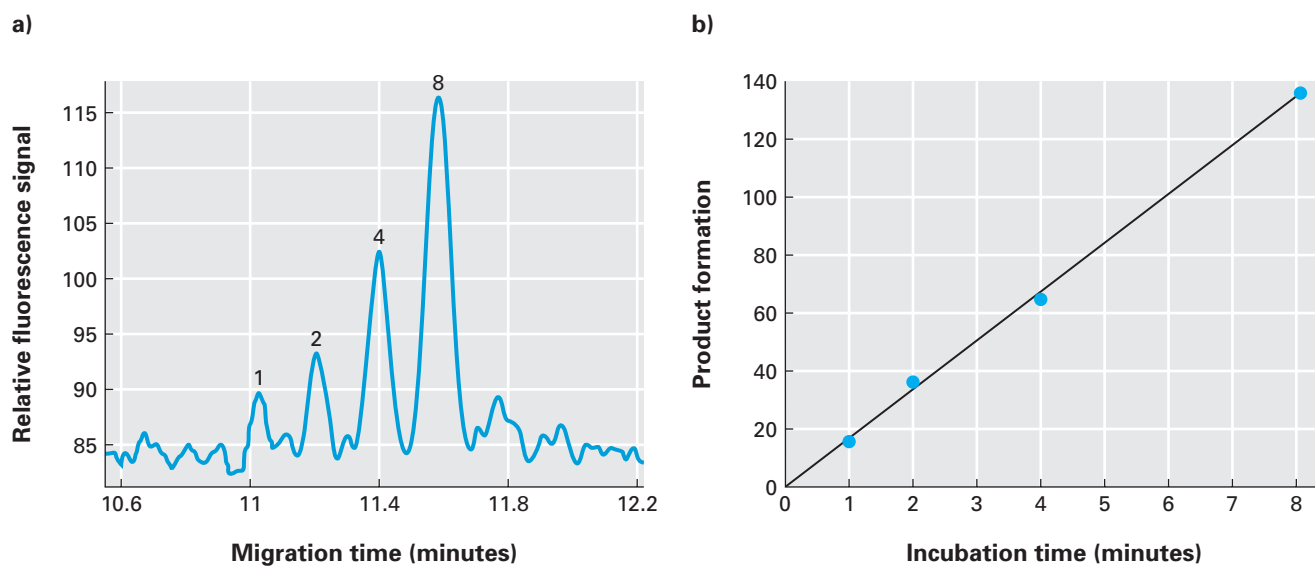 a)
Relative fluorescence signal
115
110
105
100
95
90
85
1
2
4
8
10.6 11 11.4 11.8 12.2
Migration time (minutes)
b)
Product formation
140
120
100
80
60
40
20
0
0 1 2 3 4 5 6 7 8
Incubation time (minutes)